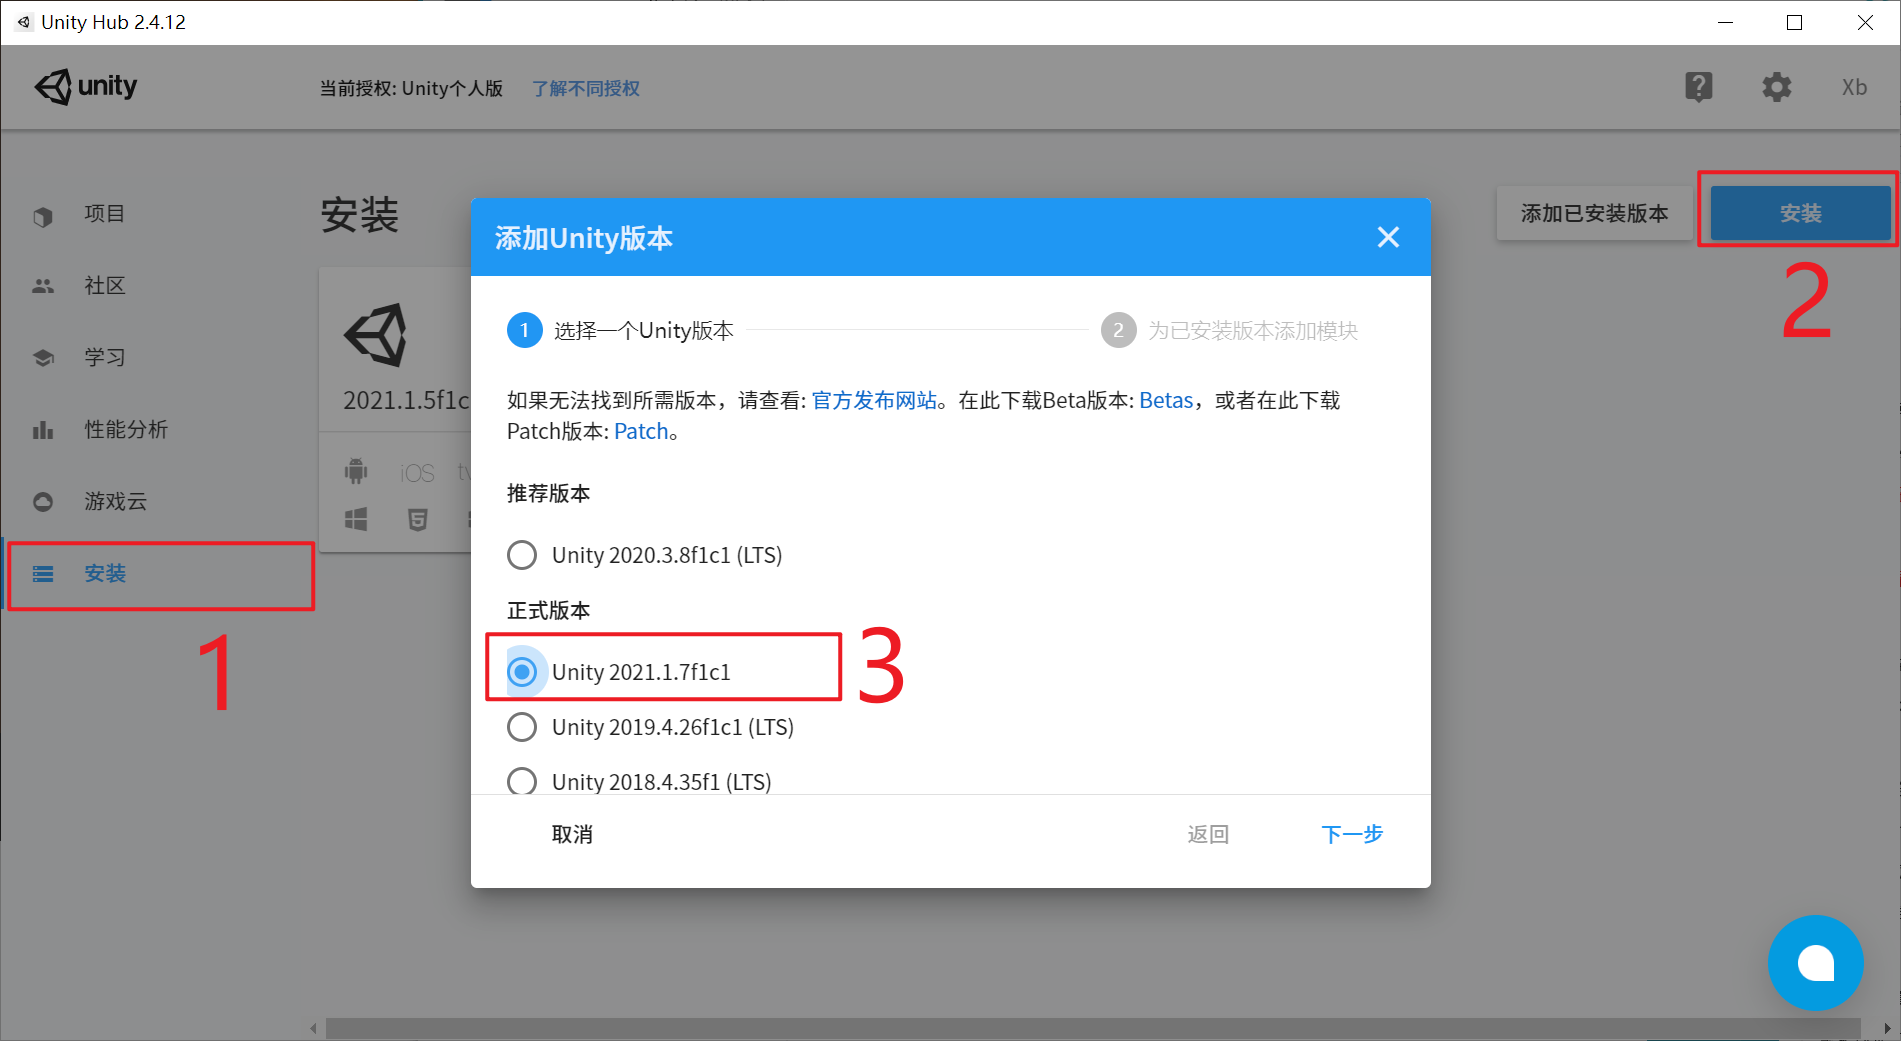 Unity Hub 2.4.12
unity
当前授权: Unity个人版
了解不同授权
Xb
项目
社区
学习
性能分析
游戏云
安装
1
安装
添加已安装版本
安装
2
2021.1.5f1c
iOS
添加Unity版本
1 选择一个Unity版本
2 为已安装版本添加模块
如果无法找到所需版本，请查看: 官方发布网站。在此下载Beta版本: Betas，或者在此下载
Patch版本: Patch。
推荐版本
Unity 2020.3.8f1c1 (LTS)
正式版本
Unity 2021.1.7f1c1
3
Unity 2019.4.26f1c1 (LTS)
Unity 2018.4.35f1 (LTS)
取消
返回
下一步